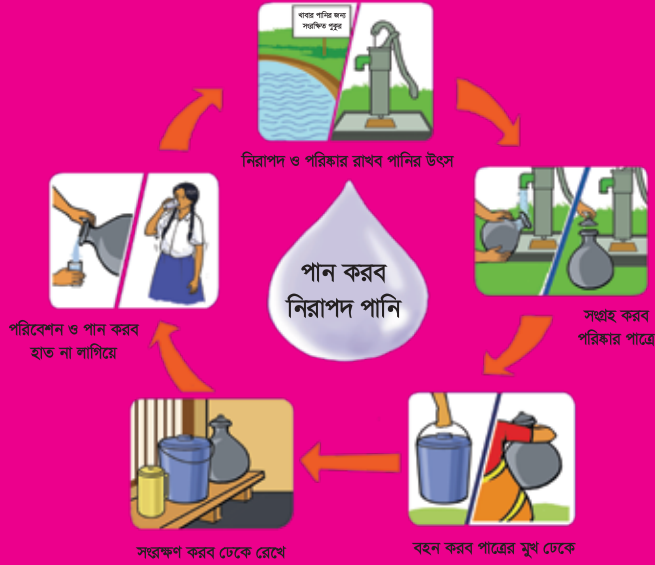 খাবার পানির জন্য
সংরক্ষিত পুকুর
নিরাপদ ও পরিষ্কার রাখব পানির উৎস
পান করব
নিরাপদ পানি
সংগ্রহ করব
পরিষ্কার পাত্রে
বহন করব পাত্রের মুখ ঢেকে
সংরক্ষণ করব ঢেকে রেখে
পরিবেশন ও পান করব
হাত না লাগিয়ে